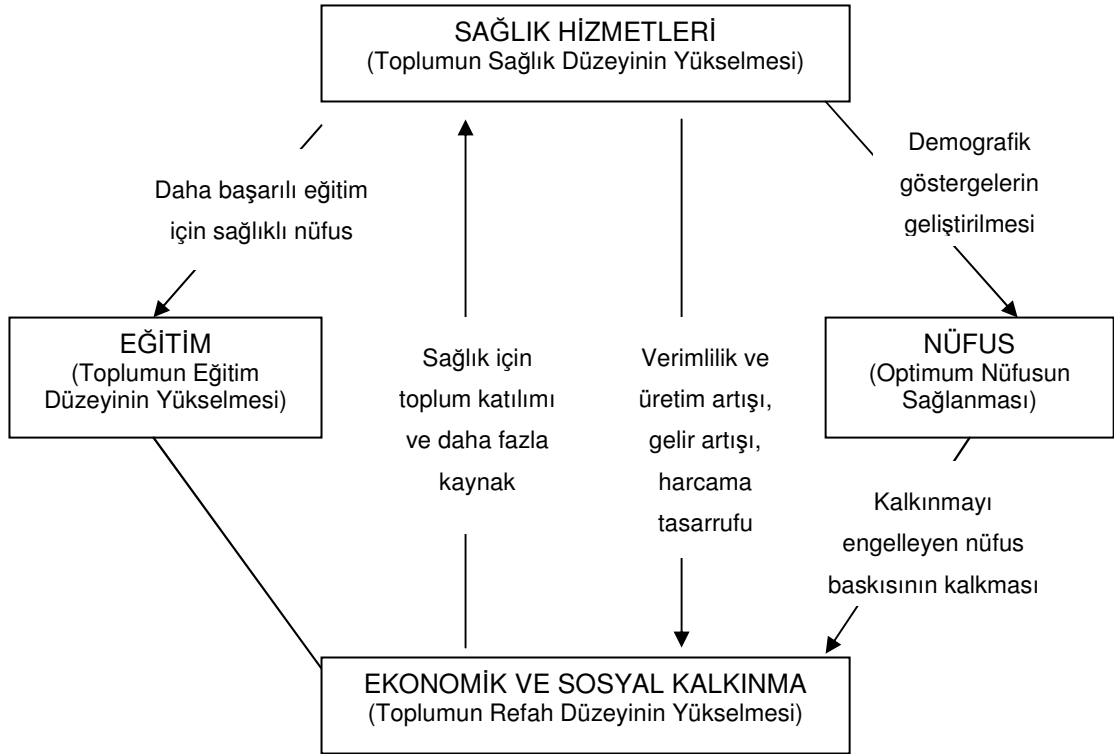 SAĞLIK HİZMETLERİ
(Toplumun Sağlık Düzeyinin Yükselmesi)
Daha başarılı eğitim
için sağlıklı nüfus
Demografik
göstergelerin
geliştirilmesi
EĞİTİM
(Toplumun Eğitim
Düzeyinin Yükselmesi)
Sağlık için
toplum katılımı
ve daha fazla
kaynak
Verimlilik ve
üretim artışı,
gelir artışı,
harcama
tasarrufu
NÜFUS
(Optimum Nüfusun
Sağlanması)
Kalkınmayı
engelleyen nüfus
baskısının kalkması
EKONOMİK VE SOSYAL KALKINMA
(Toplumun Refah Düzeyinin Yükselmesi)